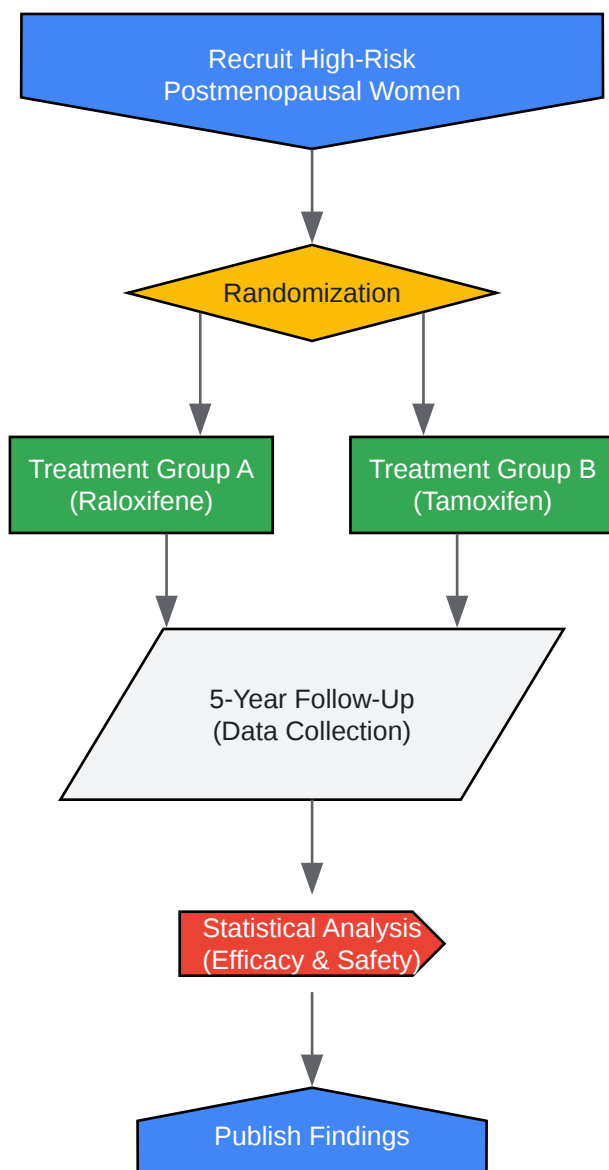 Recruit High-Risk
Postmenopausal Women
Randomization
Treatment Group A
(Raloxifene)
Treatment Group B
(Tamoxifen)
5-Year Follow-Up
(Data Collection)
Statistical Analysis
(Efficacy & Safety)
Publish Findings